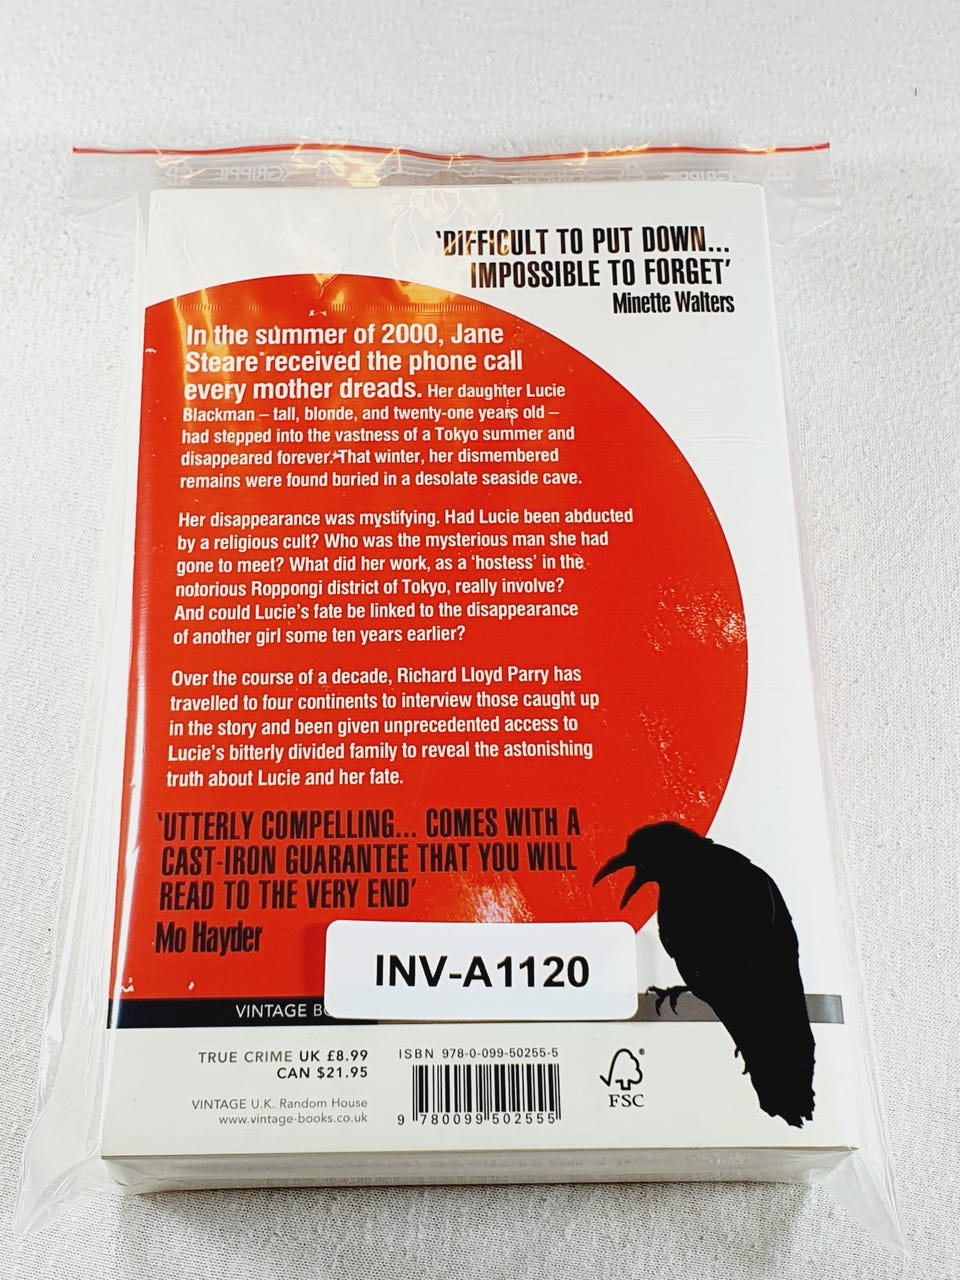 GRIPPIE
GRIPPIE
GRIPPIE
'DIFFICULT TO PUT DOWN...
IMPOSSIBLE TO FORGET'
Minette Walters
In the summer of 2000, Jane
Steare received the phone call
every mother dreads. Her daughter Lucie
Blackman – tall, blonde, and twenty-one years old –
had stepped into the vastness of a Tokyo summer and
disappeared forever. That winter, her dismembered
remains were found buried in a desolate seaside cave.
Her disappearance was mystifying. Had Lucie been abducted
by a religious cult? Who was the mysterious man she had
gone to meet? What did her work, as a 'hostess' in the
notorious Roppongi district of Tokyo, really involve?
And could Lucie's fate be linked to the disappearance
of another girl some ten years earlier?
Over the course of a decade, Richard Lloyd Parry has
travelled to four continents to interview those caught up
in the story and been given unprecedented access to
Lucie's bitterly divided family to reveal the astonishing
truth about Lucie and her fate.
'UTTERLY COMPELLING... COMES WITH A
CAST-IRON GUARANTEE THAT YOU WILL
READ TO THE VERY END'
Mo Hayder
INV-A1120
VINTAGE
TRUE CRIME UK £8.99
CAN $21.95
VINTAGE U.K. Random House
www.vintage-books.co.uk
ISBN 978-0-099-50255-5
9 780099 502555
FSC